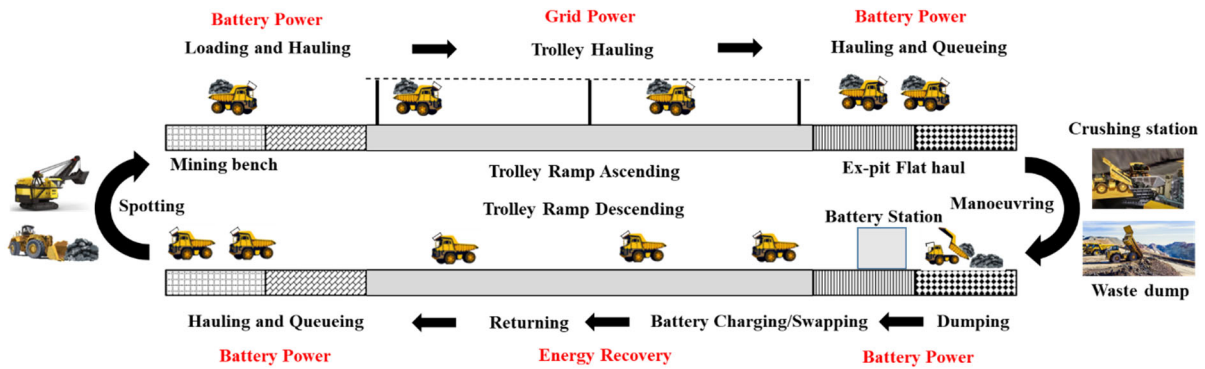 Battery Power
Grid Power
Battery Power
Loading and Hauling
Trolley Hauling
Hauling and Queueing
Crushing station
Mining bench
Trolley Ramp Ascending
Ex-pit Flat haul
Spotting
Trolley Ramp Descending
Battery Station
Manoeuvring
Waste dump
Hauling and Queueing
Returning
Battery Charging/Swapping
Dumping
Battery Power
Energy Recovery
Battery Power